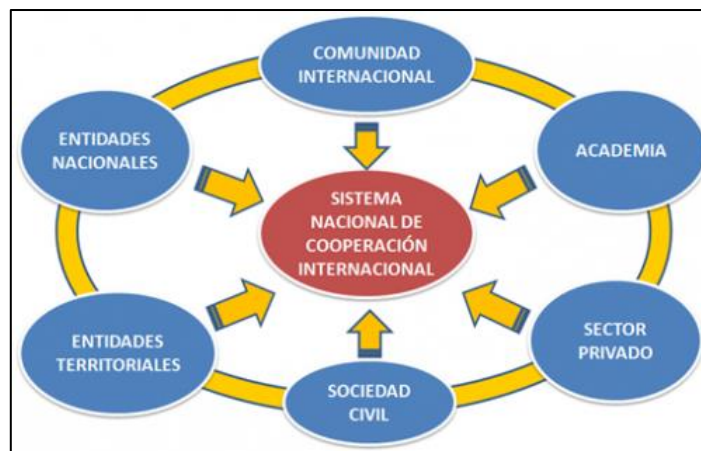 COMUNIDAD
INTERNACIONAL
ENTIDADES
NACIONALES
ACADEMIA
SISTEMA
NACIONAL DE
COOPERACIÓN
INTERNACIONAL
ENTIDADES
TERRITORIALES
SECTOR
PRIVADO
SOCIEDAD
CIVIL